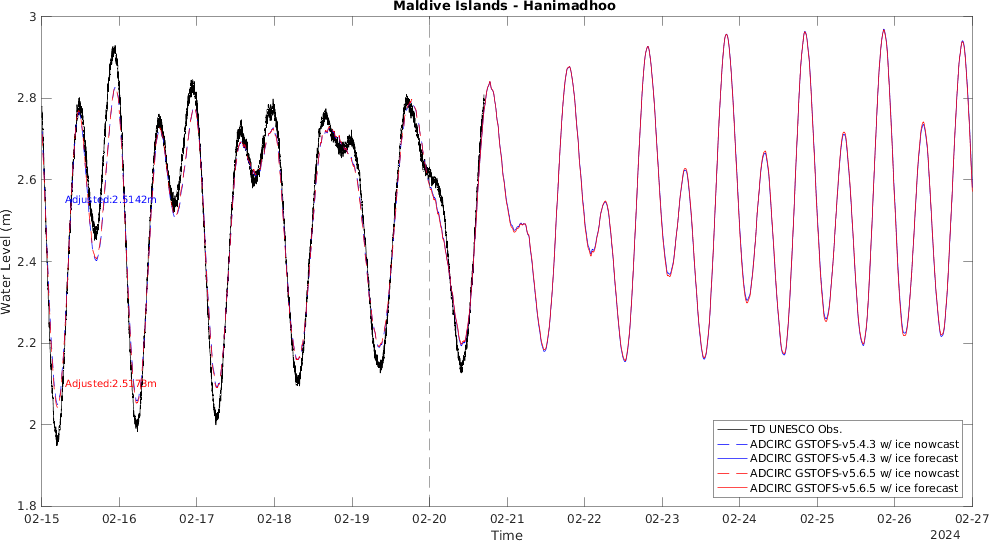 Maldive Islands - Hanimadhoo
3
2.8
2.6
2.4
2.2
2
1.8
Water Level (m)
Adjusted:2.5142m
Adjusted:2.5173m
TD UNESCO Obs.
ADCIRC GSTOFS-v5.4.3 w/ ice nowcast
ADCIRC GSTOFS-v5.4.3 w/ ice forecast
ADCIRC GSTOFS-v5.6.5 w/ ice nowcast
ADCIRC GSTOFS-v5.6.5 w/ ice forecast
02-15 02-16 02-17 02-18 02-19 02-20 02-21 02-22 02-23 02-24 02-25 02-26 02-27
Time
2024